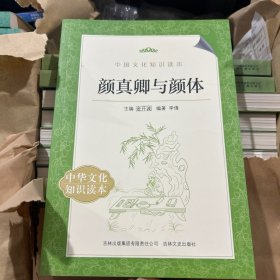 中国文化知识读本
颜真卿与颜体
主编 金开诚 编著 李倩
中华文化
知识读本
吉林出版集团有限责任公司 吉林文史出版社